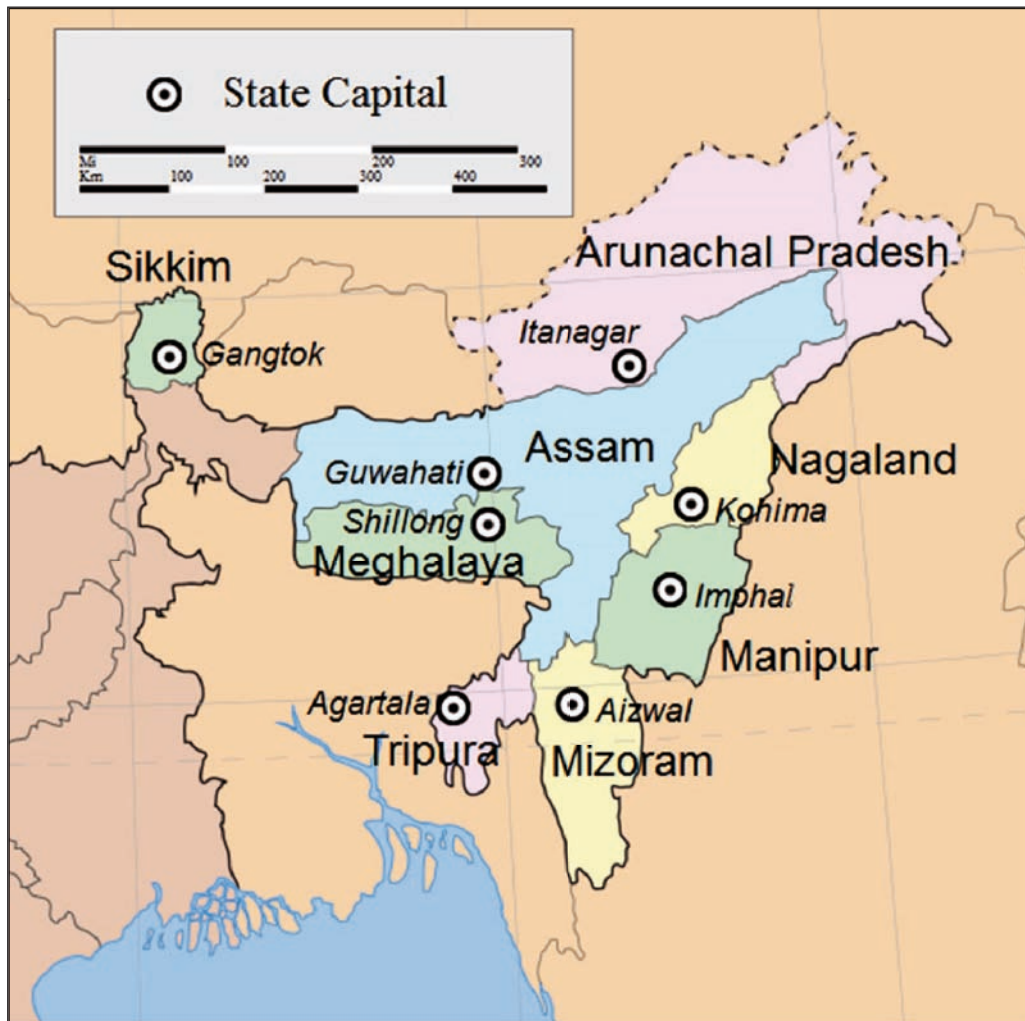 State Capital
Mi 100 200 300
Km 100 200 300 400
Arunachal Pradesh
Sikkim
Itanagar
Gangtok
Assam
Nagaland
Guwahati
Kohima
Shillong
Meghalaya
Imphal
Manipur
Agartala
Aizwal
Tripura
Mizoram